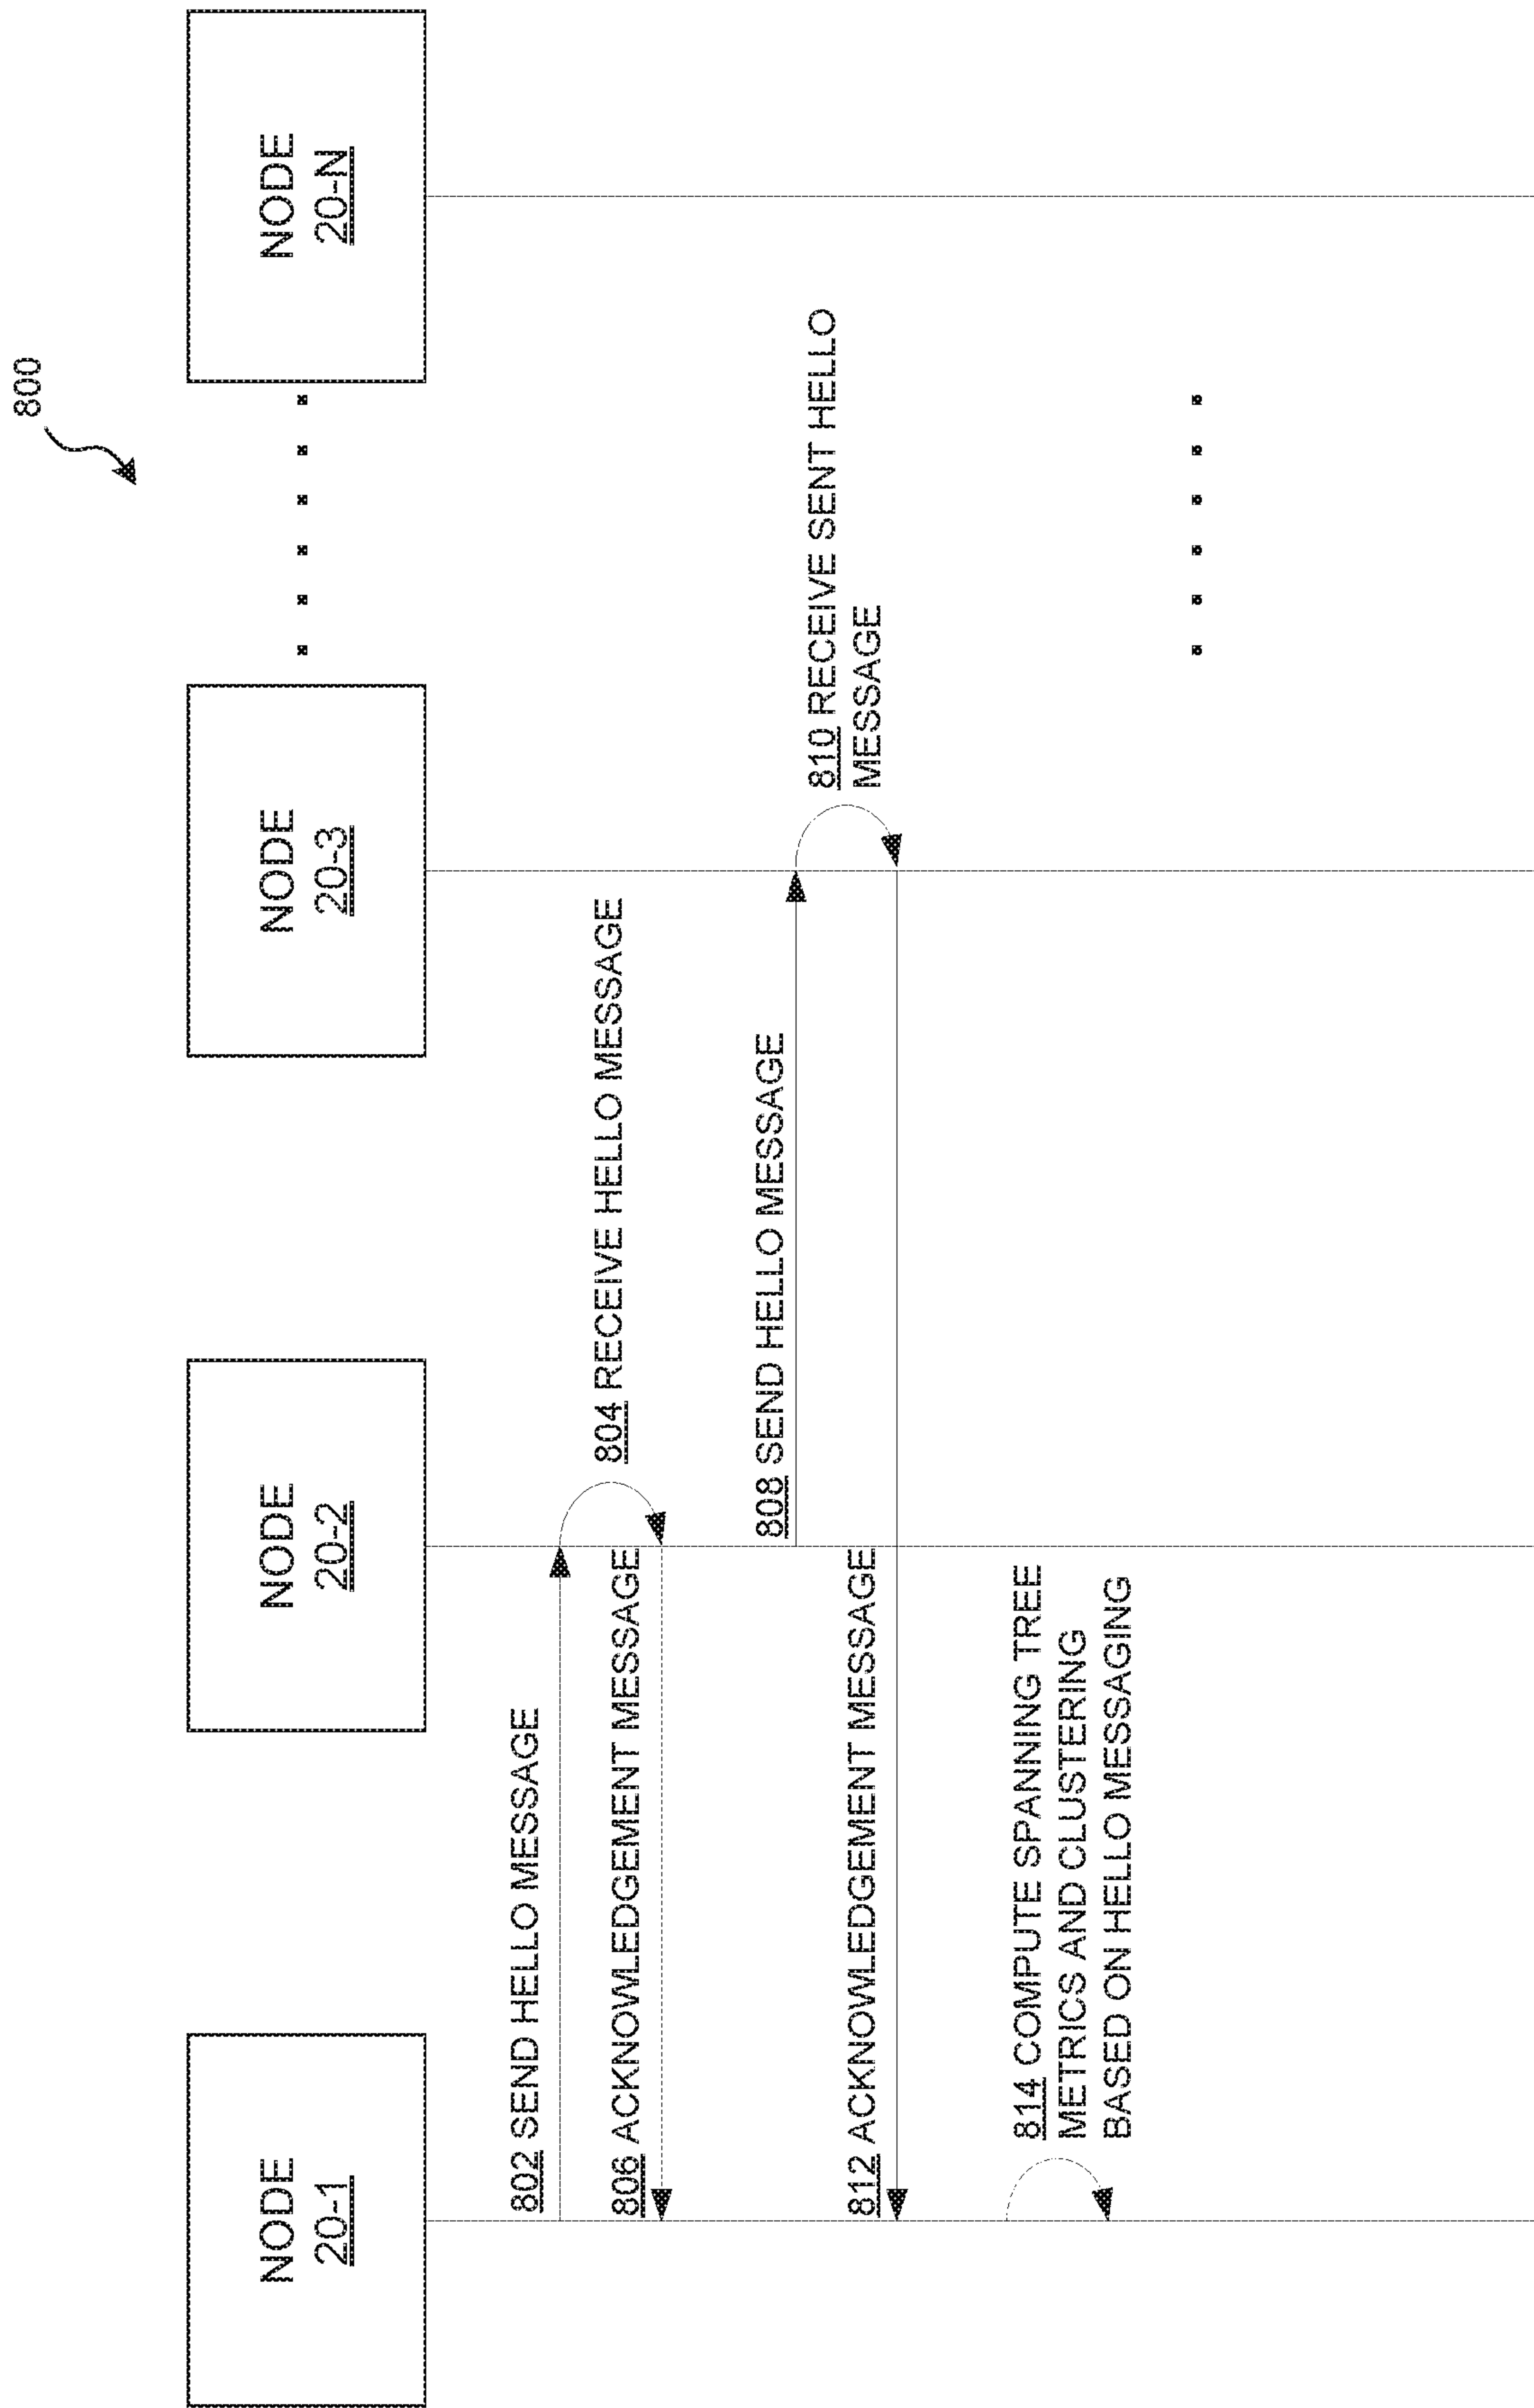 800
NODE
20-1
NODE
20-2
NODE
20-3
NODE
20-N
802 SEND HELLO MESSAGE
804 RECEIVE HELLO MESSAGE
806 ACKNOWLEDGEMENT MESSAGE
808 SEND HELLO MESSAGE
810 RECEIVE SENT HELLO
MESSAGE
812 ACKNOWLEDGEMENT MESSAGE
814 COMPUTE SPANNING TREE
METRICS AND CLUSTERING
BASED ON HELLO MESSAGING